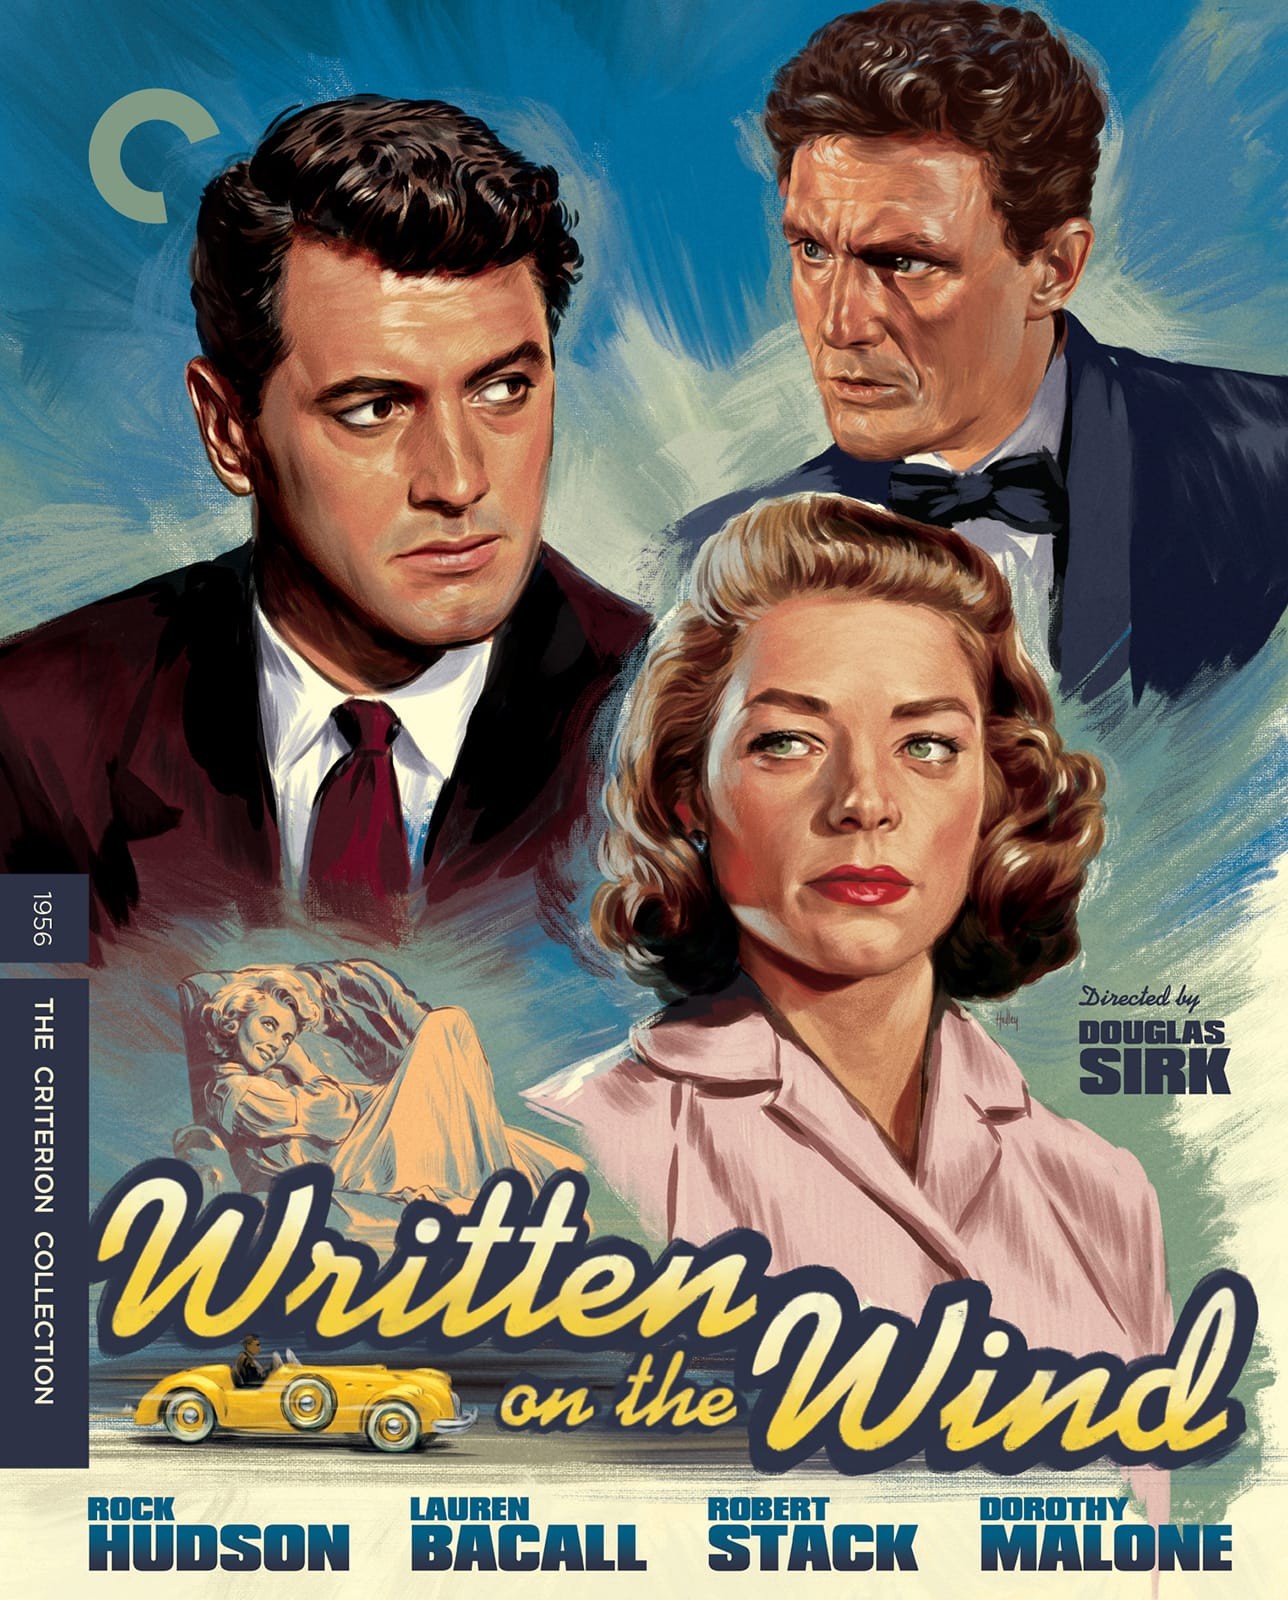 1956
THE CRITERION COLLECTION
Directed by
DOUGLAS
SIRK
Written
on the
Wind
ROCK
HUDSON
LAUREN
BACALL
ROBERT
STACK
DOROTHY
MALONE